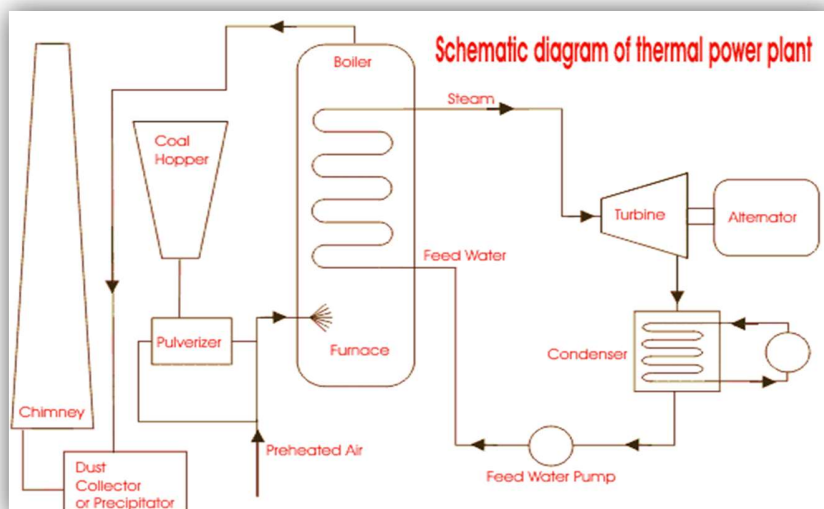 Schematic diagram of thermal power plant
Boiler
Steam
Coal
Hopper
Turbine
Alternator
Feed Water
Pulverizer
Furnace
Condenser
Chimney
Preheated Air
Dust
Collector
or Precipitator
Feed Water Pump